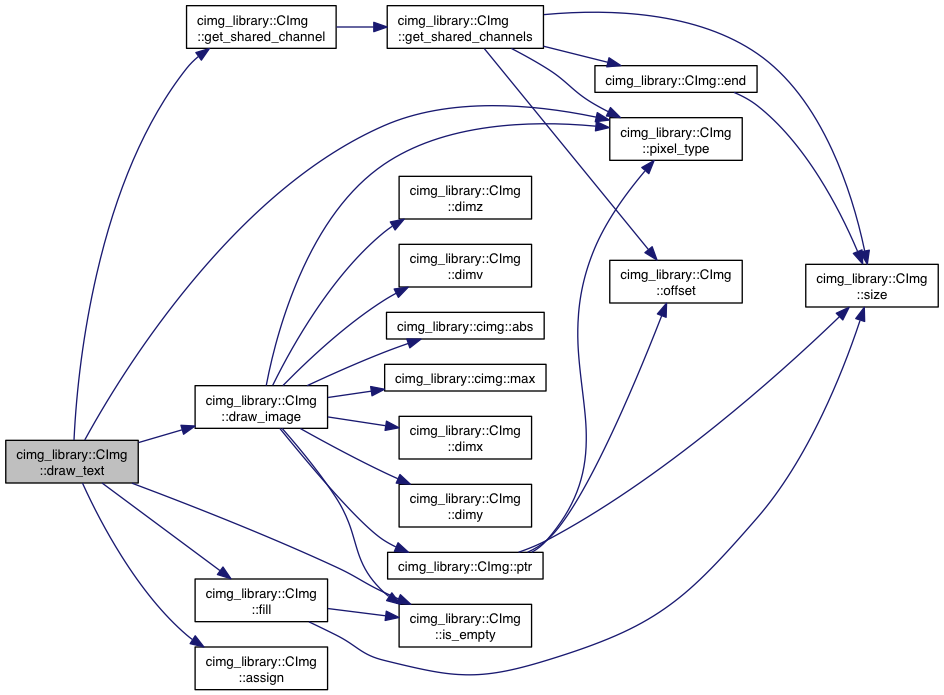 cimg_library::CImg
::get_shared_channel
cimg_library::CImg
::get_shared_channels
cimg_library::CImg::end
cimg_library::CImg
::pixel_type
cimg_library::CImg
::dimz
cimg_library::CImg
::dimv
cimg_library::CImg
::offset
cimg_library::CImg
::size
cimg_library::cimg::abs
cimg_library::cimg::max
cimg_library::CImg
::draw_image
cimg_library::CImg
::dimx
cimg_library::CImg
::draw_text
cimg_library::CImg
::dimy
cimg_library::CImg::ptr
cimg_library::CImg
::fill
cimg_library::CImg
::is_empty
cimg_library::CImg
::assign